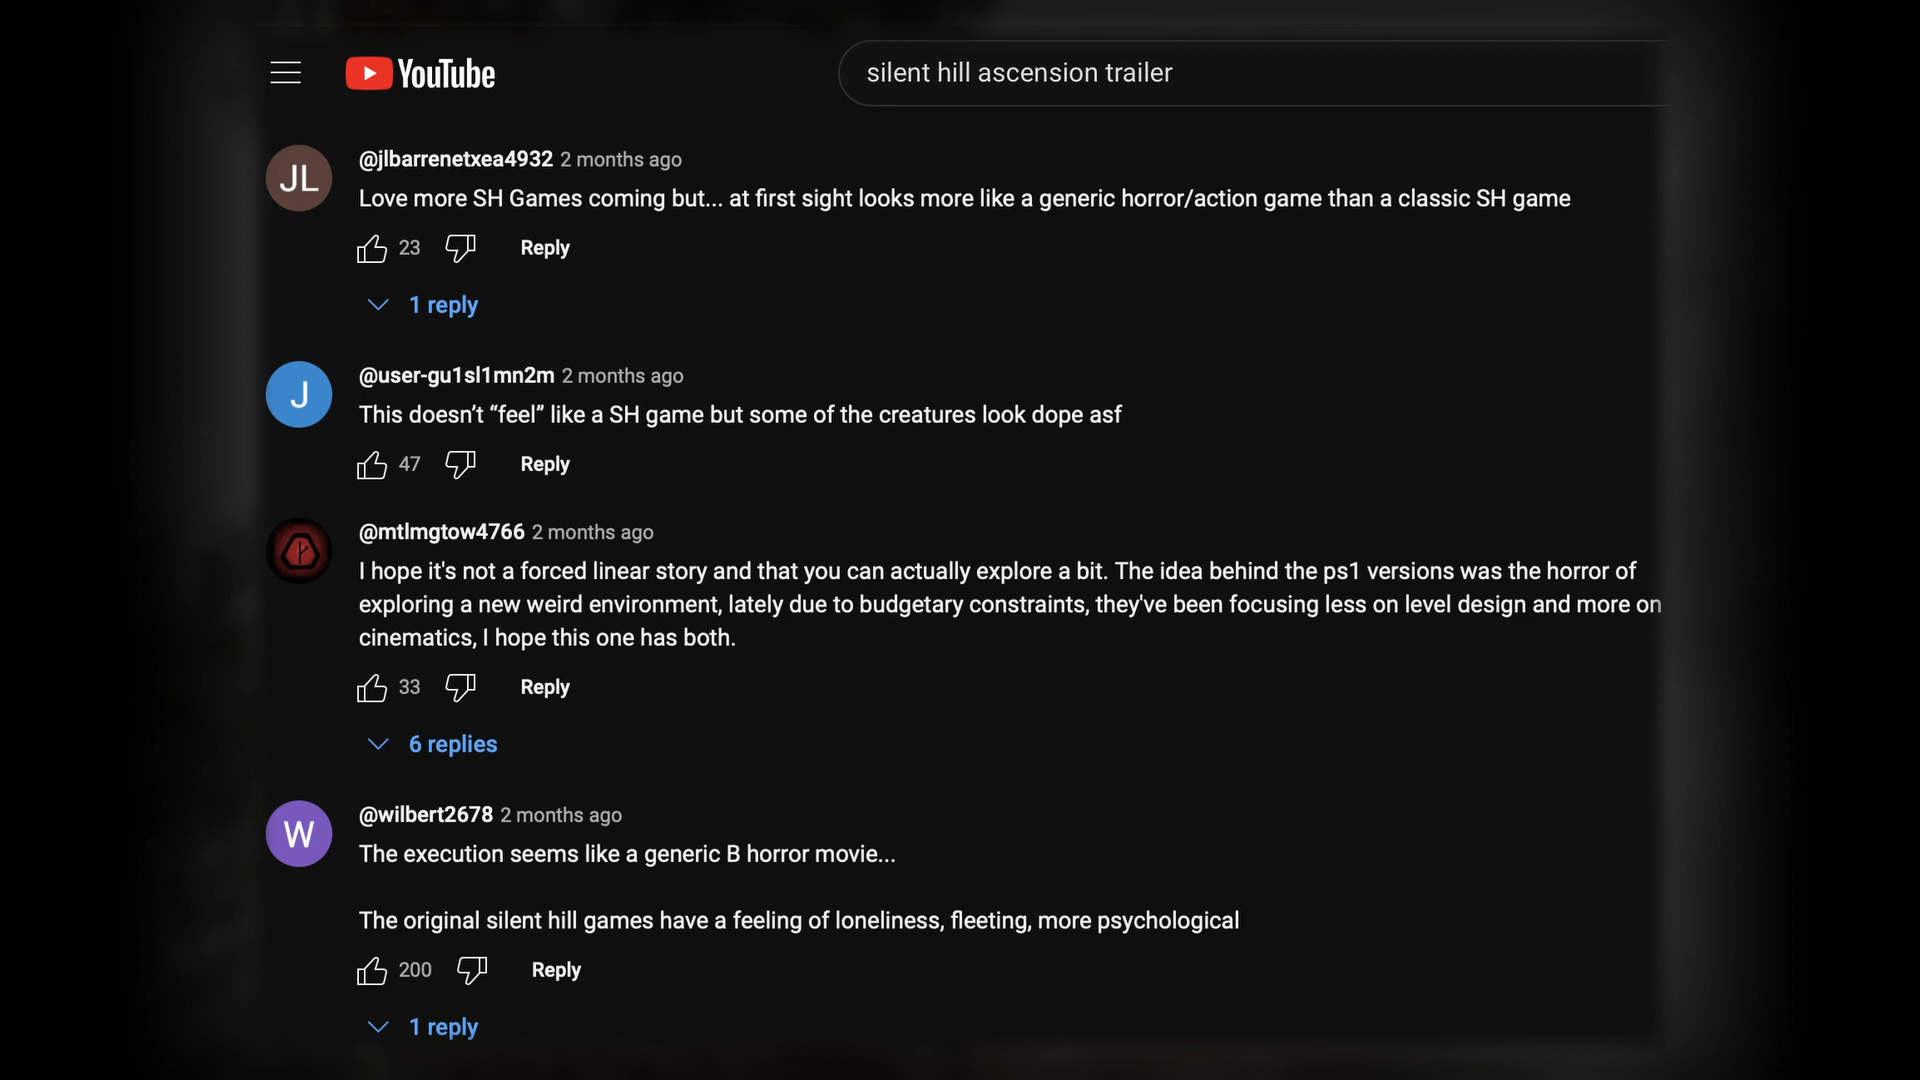 YouTube
silent hill ascension trailer
JL
@jlbarrenetxea4932 2 months ago
Love more SH Games coming but... at first sight looks more like a generic horror/action game than a classic SH game
23 Reply
1 reply
J
@user-gu1sl1mn2m 2 months ago
This doesn’t “feel” like a SH game but some of the creatures look dope asf
47 Reply
@mtlmgtow4766 2 months ago
I hope it's not a forced linear story and that you can actually explore a bit. The idea behind the ps1 versions was the horror of
exploring a new weird environment, lately due to budgetary constraints, they've been focusing less on level design and more on
cinematics, I hope this one has both.
33 Reply
6 replies
W
@wilbert2678 2 months ago
The execution seems like a generic B horror movie...
The original silent hill games have a feeling of loneliness, fleeting, more psychological
200 Reply
1 reply